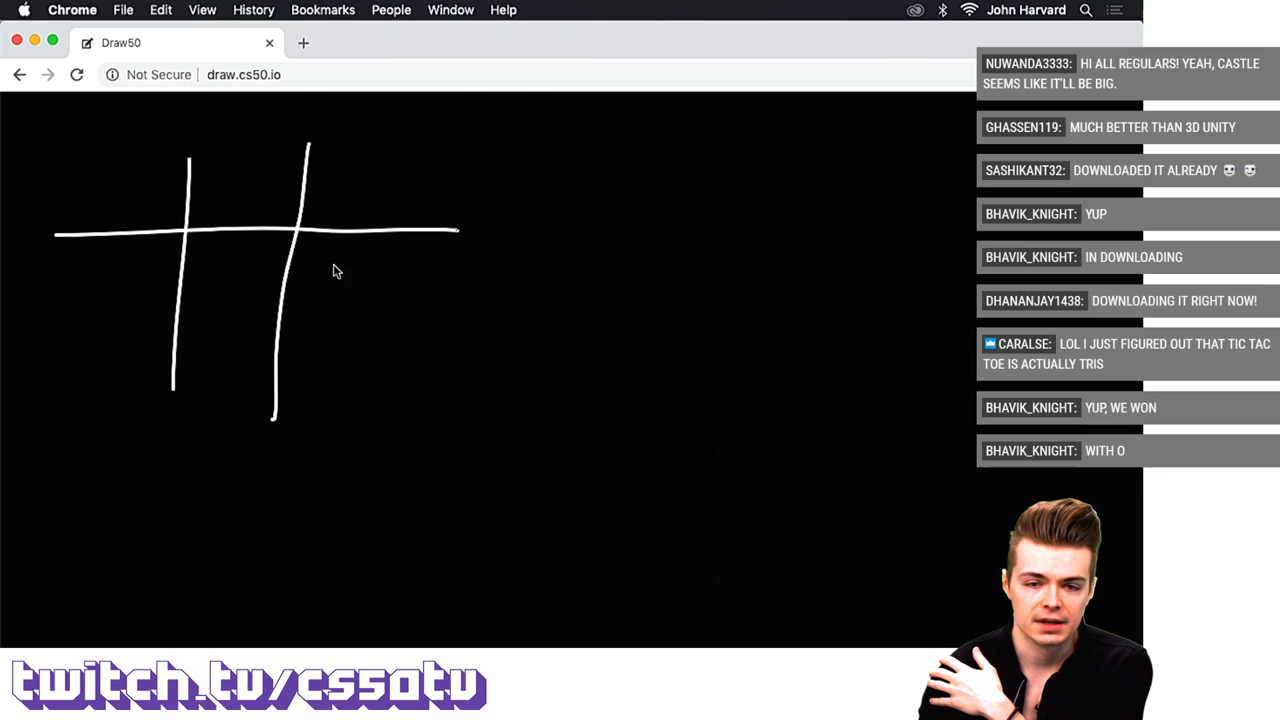 Chrome File Edit View History Bookmarks People Window Help John Harvard
Draw50
Not Secure | draw.cs50.io
NUWANDA3333: HI ALL REGULARS! YEAH, CASTLE
SEEMS LIKE IT'LL BE BIG.
GHASSEN119: MUCH BETTER THAN 3D UNITY
SASHIKANT32: DOWNLOADED IT ALREADY
BHAVIK_KNIGHT: YUP
BHAVIK_KNIGHT: IN DOWNLOADING
DHANANJAY1438: DOWNLOADING IT RIGHT NOW!
CARALSE: LOL I JUST FIGURED OUT THAT TIC TAC
TOE IS ACTUALLY TRIS
BHAVIK_KNIGHT: YUP, WE WON
BHAVIK_KNIGHT: WITH O
twitch.tv/cs50tv